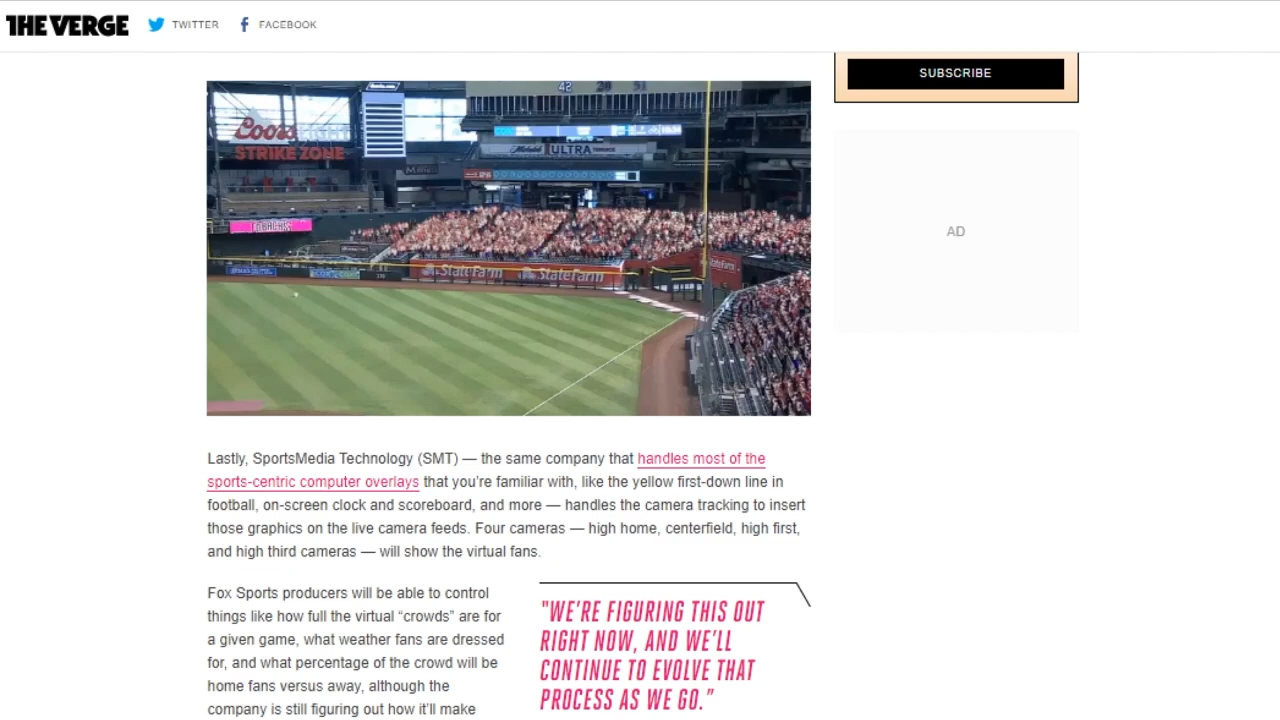 THE VERGE
TWITTER
FACEBOOK
SUBSCRIBE
42
Coors LIGHT
STRIKE ZONE
ULTRA
StateFarm
StateFarm
StateFarm
AD
Lastly, SportsMedia Technology (SMT) — the same company that handles most of the
sports-centric computer overlays that you’re familiar with, like the yellow first-down line in
football, on-screen clock and scoreboard, and more — handles the camera tracking to insert
those graphics on the live camera feeds. Four cameras — high home, centerfield, high first,
and high third cameras — will show the virtual fans.
Fox Sports producers will be able to control
things like how full the virtual “crowds” are for
a given game, what weather fans are dressed
for, and what percentage of the crowd will be
home fans versus away, although the
company is still figuring out how it’ll make
"WE’RE FIGURING THIS OUT
RIGHT NOW, AND WE’LL
CONTINUE TO EVOLVE THAT
PROCESS AS WE GO.”